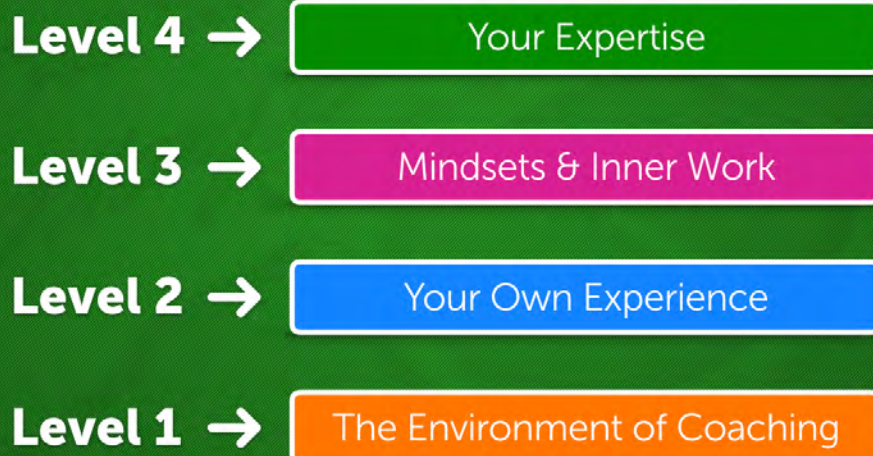 Level 4 → Your Expertise
Level 3 → Mindsets & Inner Work
Level 2 → Your Own Experience
Level 1 → The Environment of Coaching